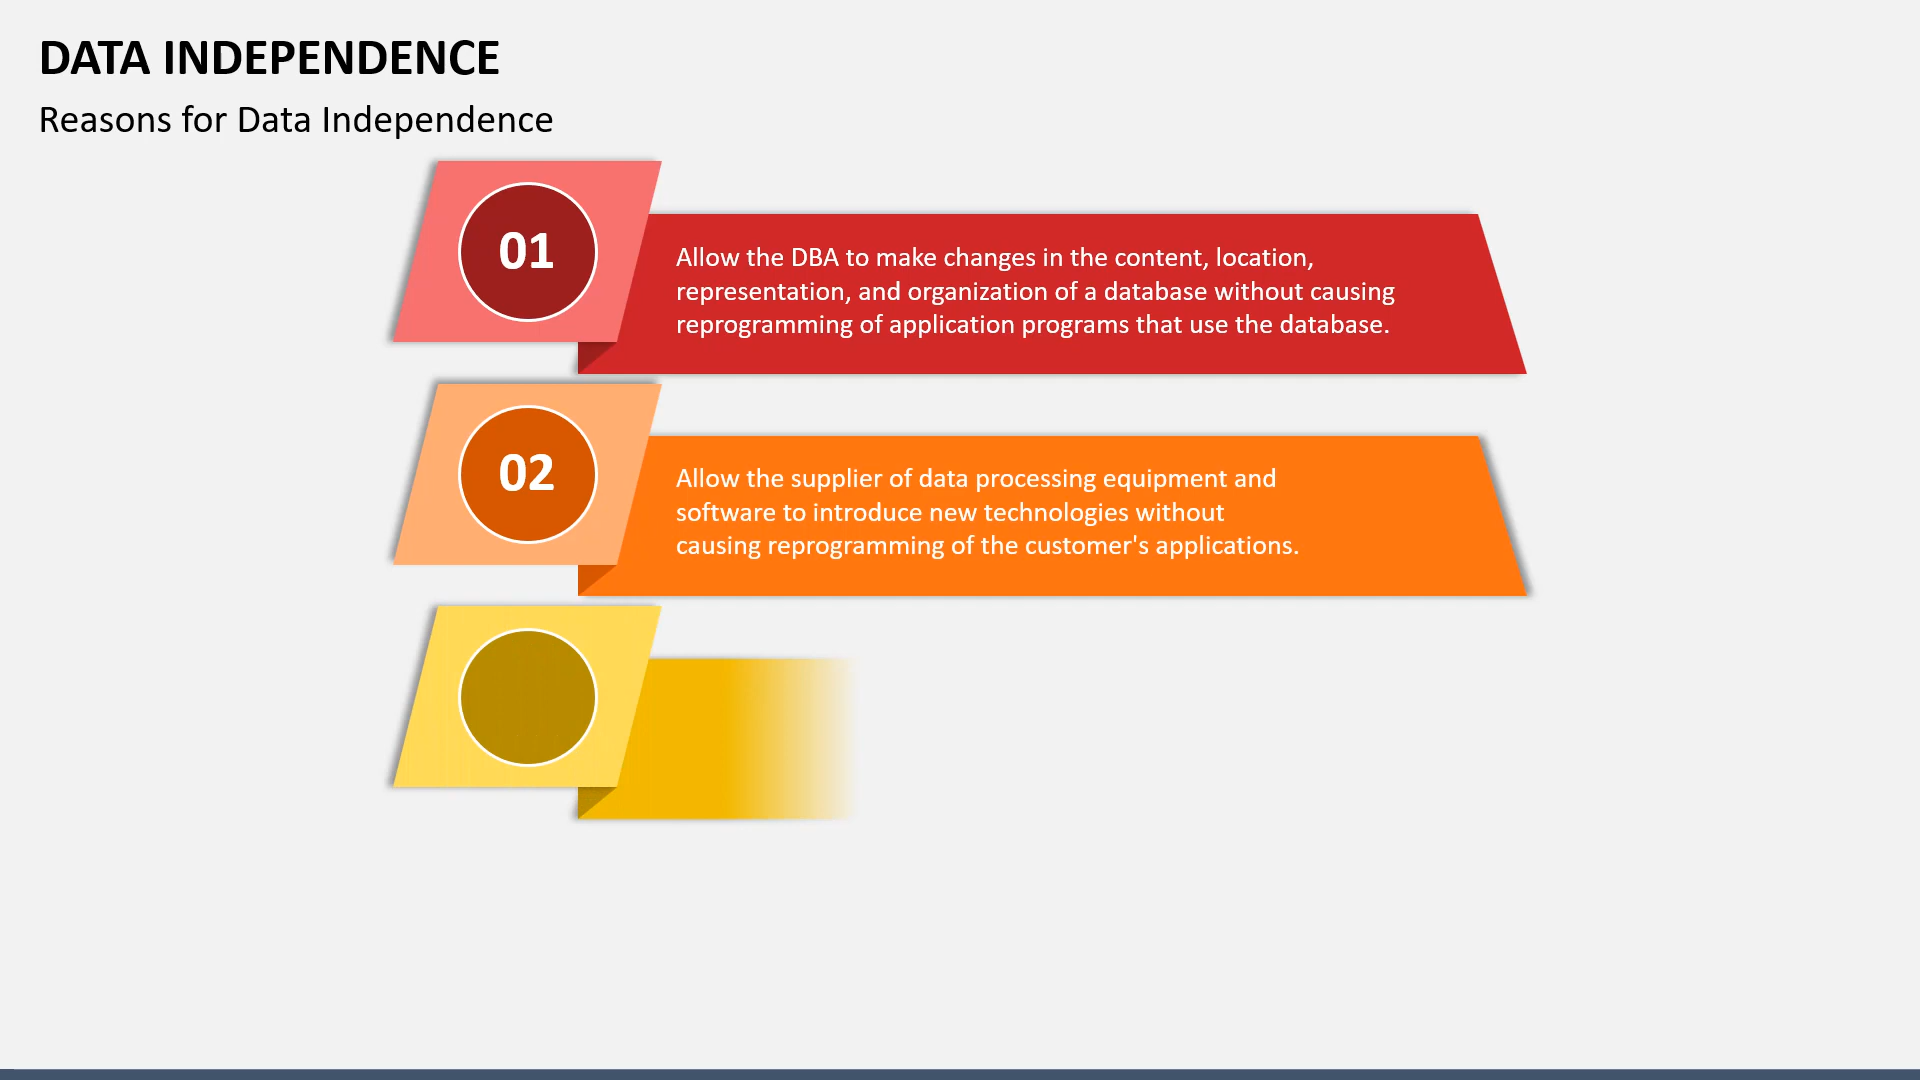 DATA INDEPENDENCE
Reasons for Data Independence
01
Allow the DBA to make changes in the content, location,
representation, and organization of a database without causing
reprogramming of application programs that use the database.
02
Allow the supplier of data processing equipment and
software to introduce new technologies without
causing reprogramming of the customer's applications.